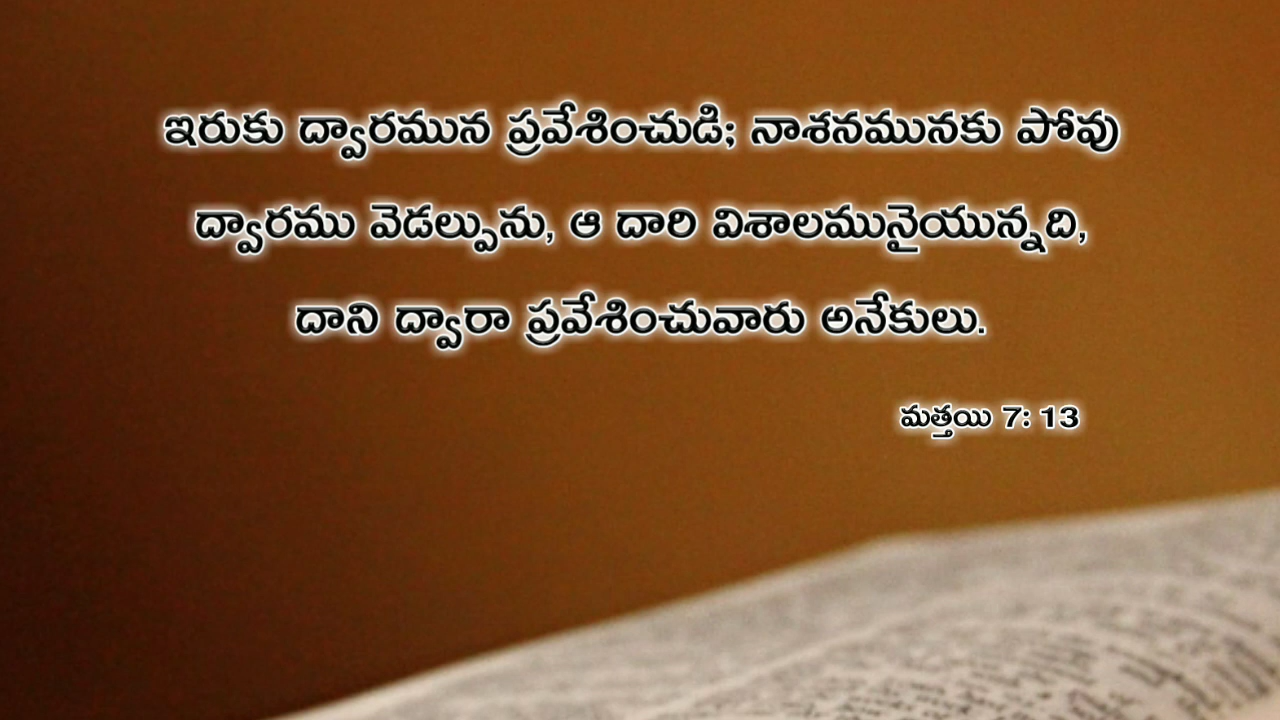 ఇరుకు ద్వారమున ప్రవేశించుడి; నాశనమునకు పోవు
ద్వారము వెడల్పును, ఆ దారి విశాలమునైయున్నది,
దాని ద్వారా ప్రవేశించువారు అనేకులు.
మత్తయి 7: 13